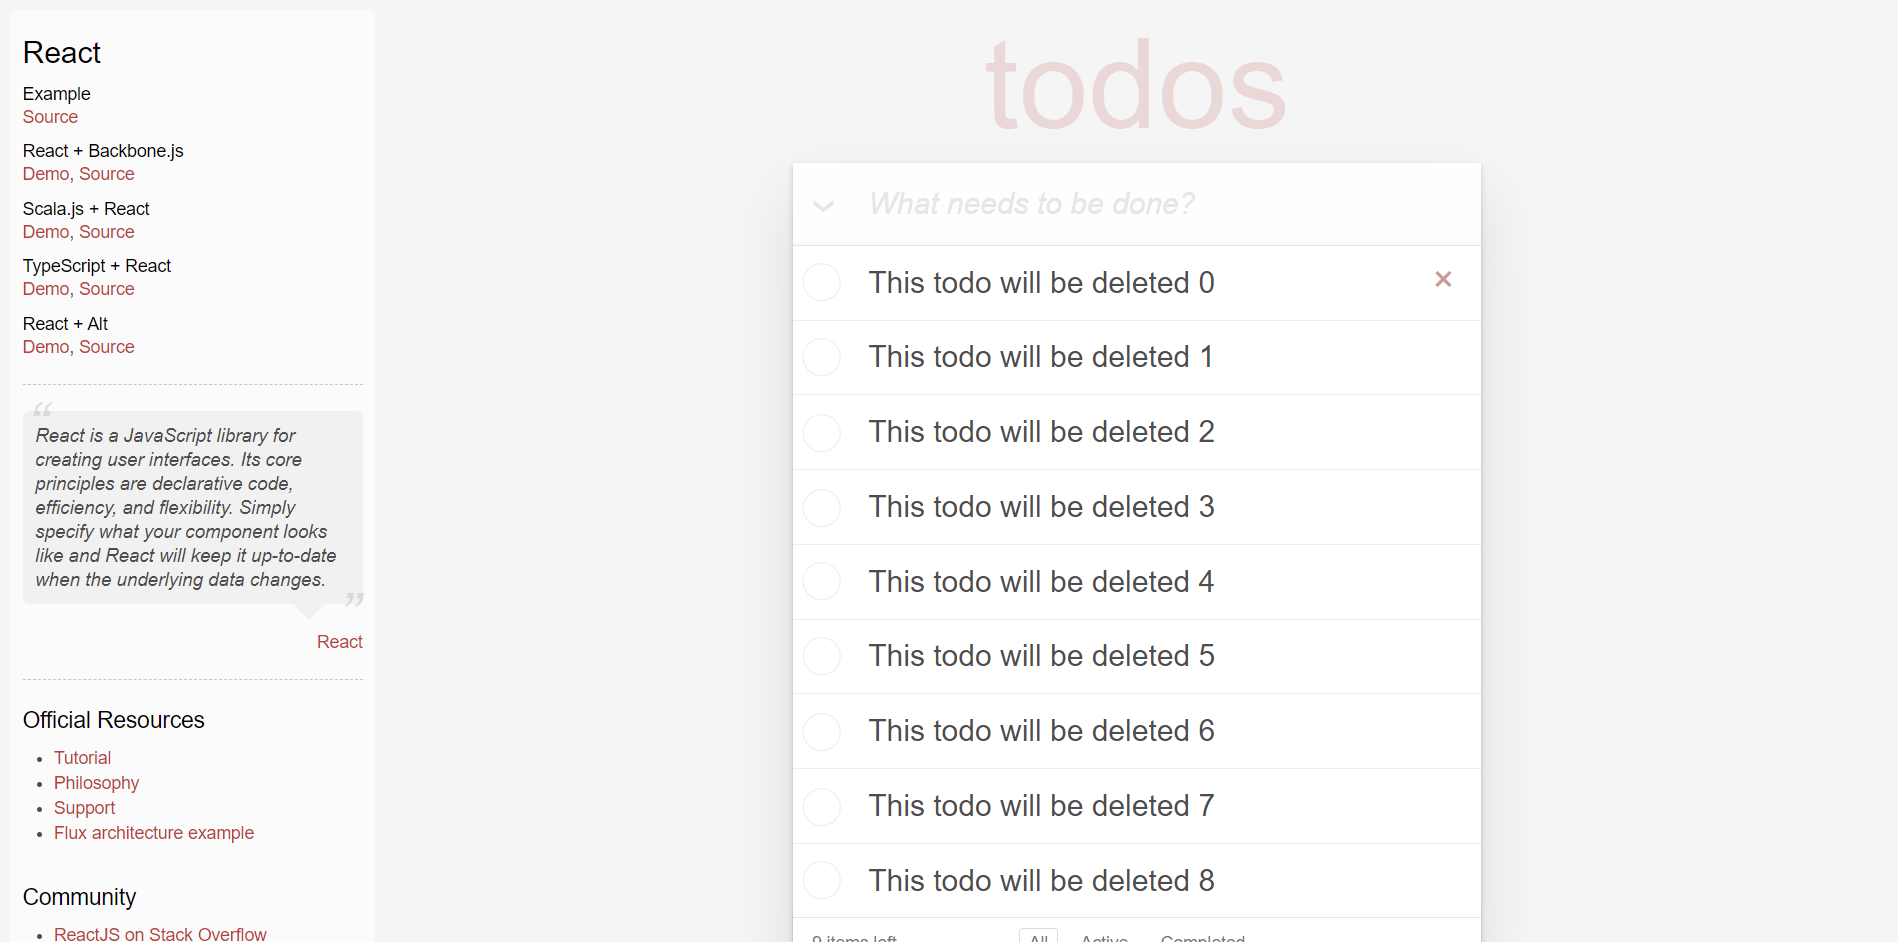 React
Example
Source
React + Backbone.js
Demo, Source
Scala.js + React
Demo, Source
TypeScript + React
Demo, Source
React + Alt
Demo, Source
“
React is a JavaScript library for
creating user interfaces. Its core
principles are declarative code,
efficiency, and flexibility. Simply
specify what your component looks
like and React will keep it up-to-date
when the underlying data changes.
”
React
Official Resources
Tutorial
Philosophy
Support
Flux architecture example
Community
ReactJS on Stack Overflow
todos
What needs to be done?
This todo will be deleted 0
This todo will be deleted 1
This todo will be deleted 2
This todo will be deleted 3
This todo will be deleted 4
This todo will be deleted 5
This todo will be deleted 6
This todo will be deleted 7
This todo will be deleted 8
9 items left All Active Completed